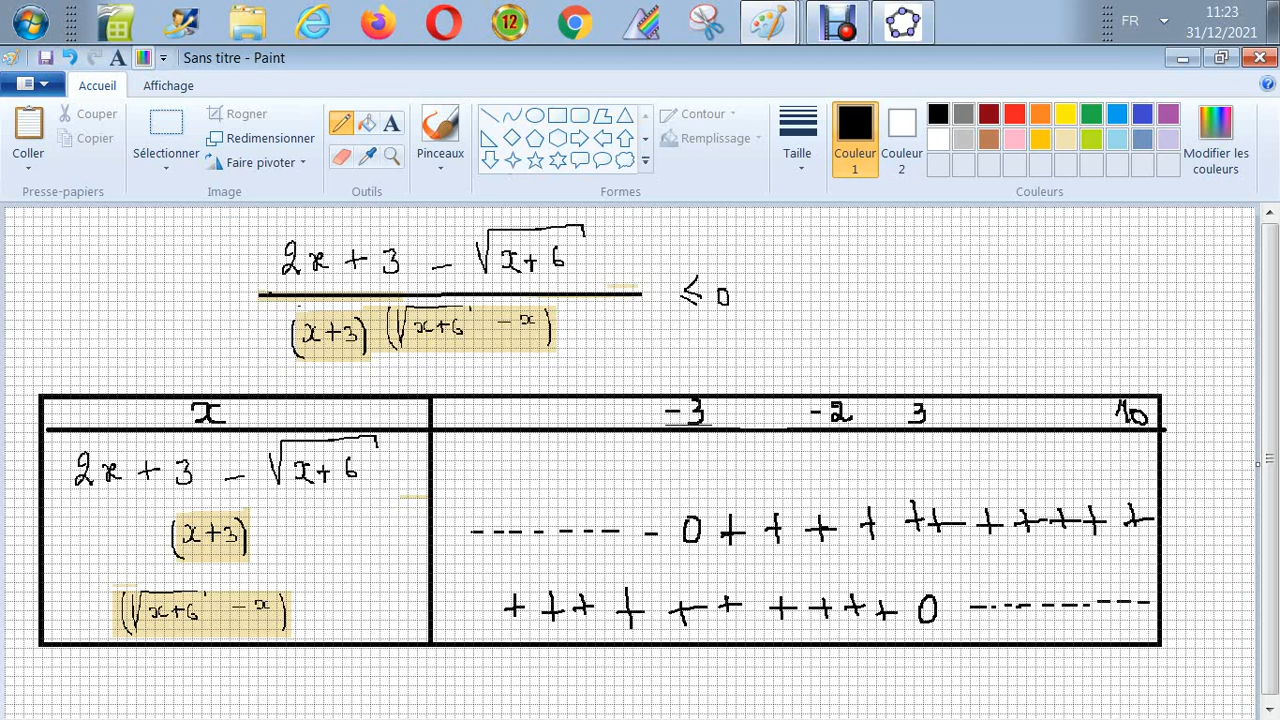 12
FR
11:23
31/12/2021
Sans titre - Paint
Accueil
Affichage
Coller
Couper
Copier
Presse-papiers
Sélectionner
Rogner
Redimensionner
Faire pivoter
Image
Outils
Pinceaux
Contour
Remplissage
Formes
Taille
Couleur 1
Couleur 2
Modifier les couleurs
Couleurs
2x + 3 - √x+6
≤ 0
(x+3) (√x+6 - x)
x -3 -2 3
2x + 3 - √x+6
(x+3) - - - - - - - - 0 + + + + + + + + + + +
(√x+6 - x) + + + + + + + + + + 0 - - - - - - - - -